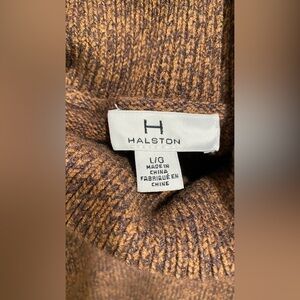 H
HALSTON
L/G
MADE IN
CHINA
FABRIQUÉ EN
CHINE